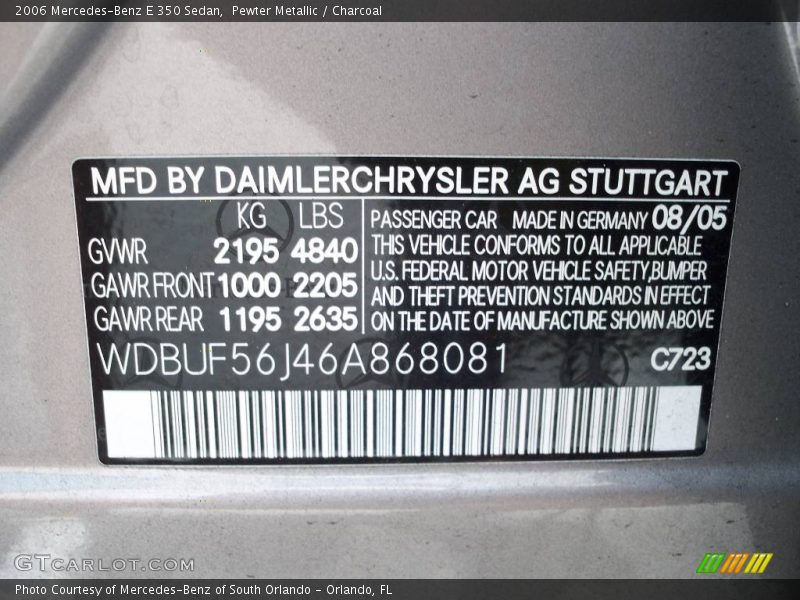 2006 Mercedes-Benz E 350 Sedan, Pewter Metallic / Charcoal
MFD BY DAIMLERCHRYSLER AG STUTTGART
KG LBS
GVWR 2195 4840
GAWR FRONT 1000 2205
GAWR REAR 1195 2635
PASSENGER CAR MADE IN GERMANY 08/05
THIS VEHICLE CONFORMS TO ALL APPLICABLE
U.S. FEDERAL MOTOR VEHICLE SAFETY,BUMPER
AND THEFT PREVENTION STANDARDS IN EFFECT
ON THE DATE OF MANUFACTURE SHOWN ABOVE
WDBUF56J46A868081 C723
GTCARLOT.COM
Photo Courtesy of Mercedes-Benz of South Orlando - Orlando, FL